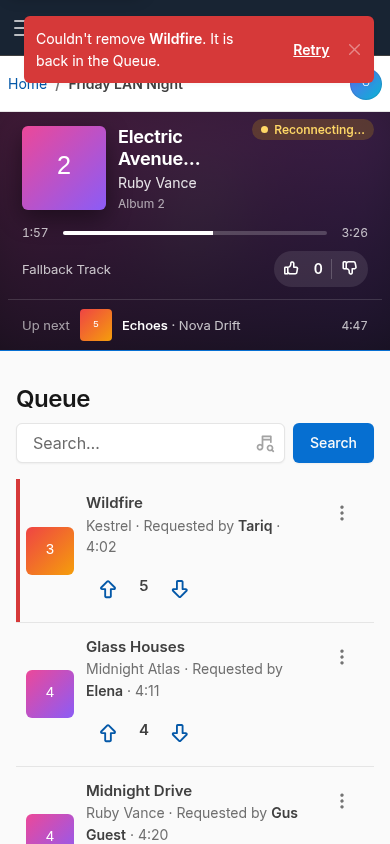 Couldn't remove Wildfire. It is
back in the Queue.
Retry
Home / Friday LAN Night
2
Electric
Avenue...
Reconnecting...
Ruby Vance
Album 2
1:57
3:26
Fallback Track
0
Up next
5
Echoes · Nova Drift
4:47
Queue
Search...
Search
3
Wildfire
Kestrel · Requested by Tariq ·
4:02
5
4
Glass Houses
Midnight Atlas · Requested by
Elena · 4:11
4
4
Midnight Drive
Ruby Vance · Requested by Gus
Guest · 4:20